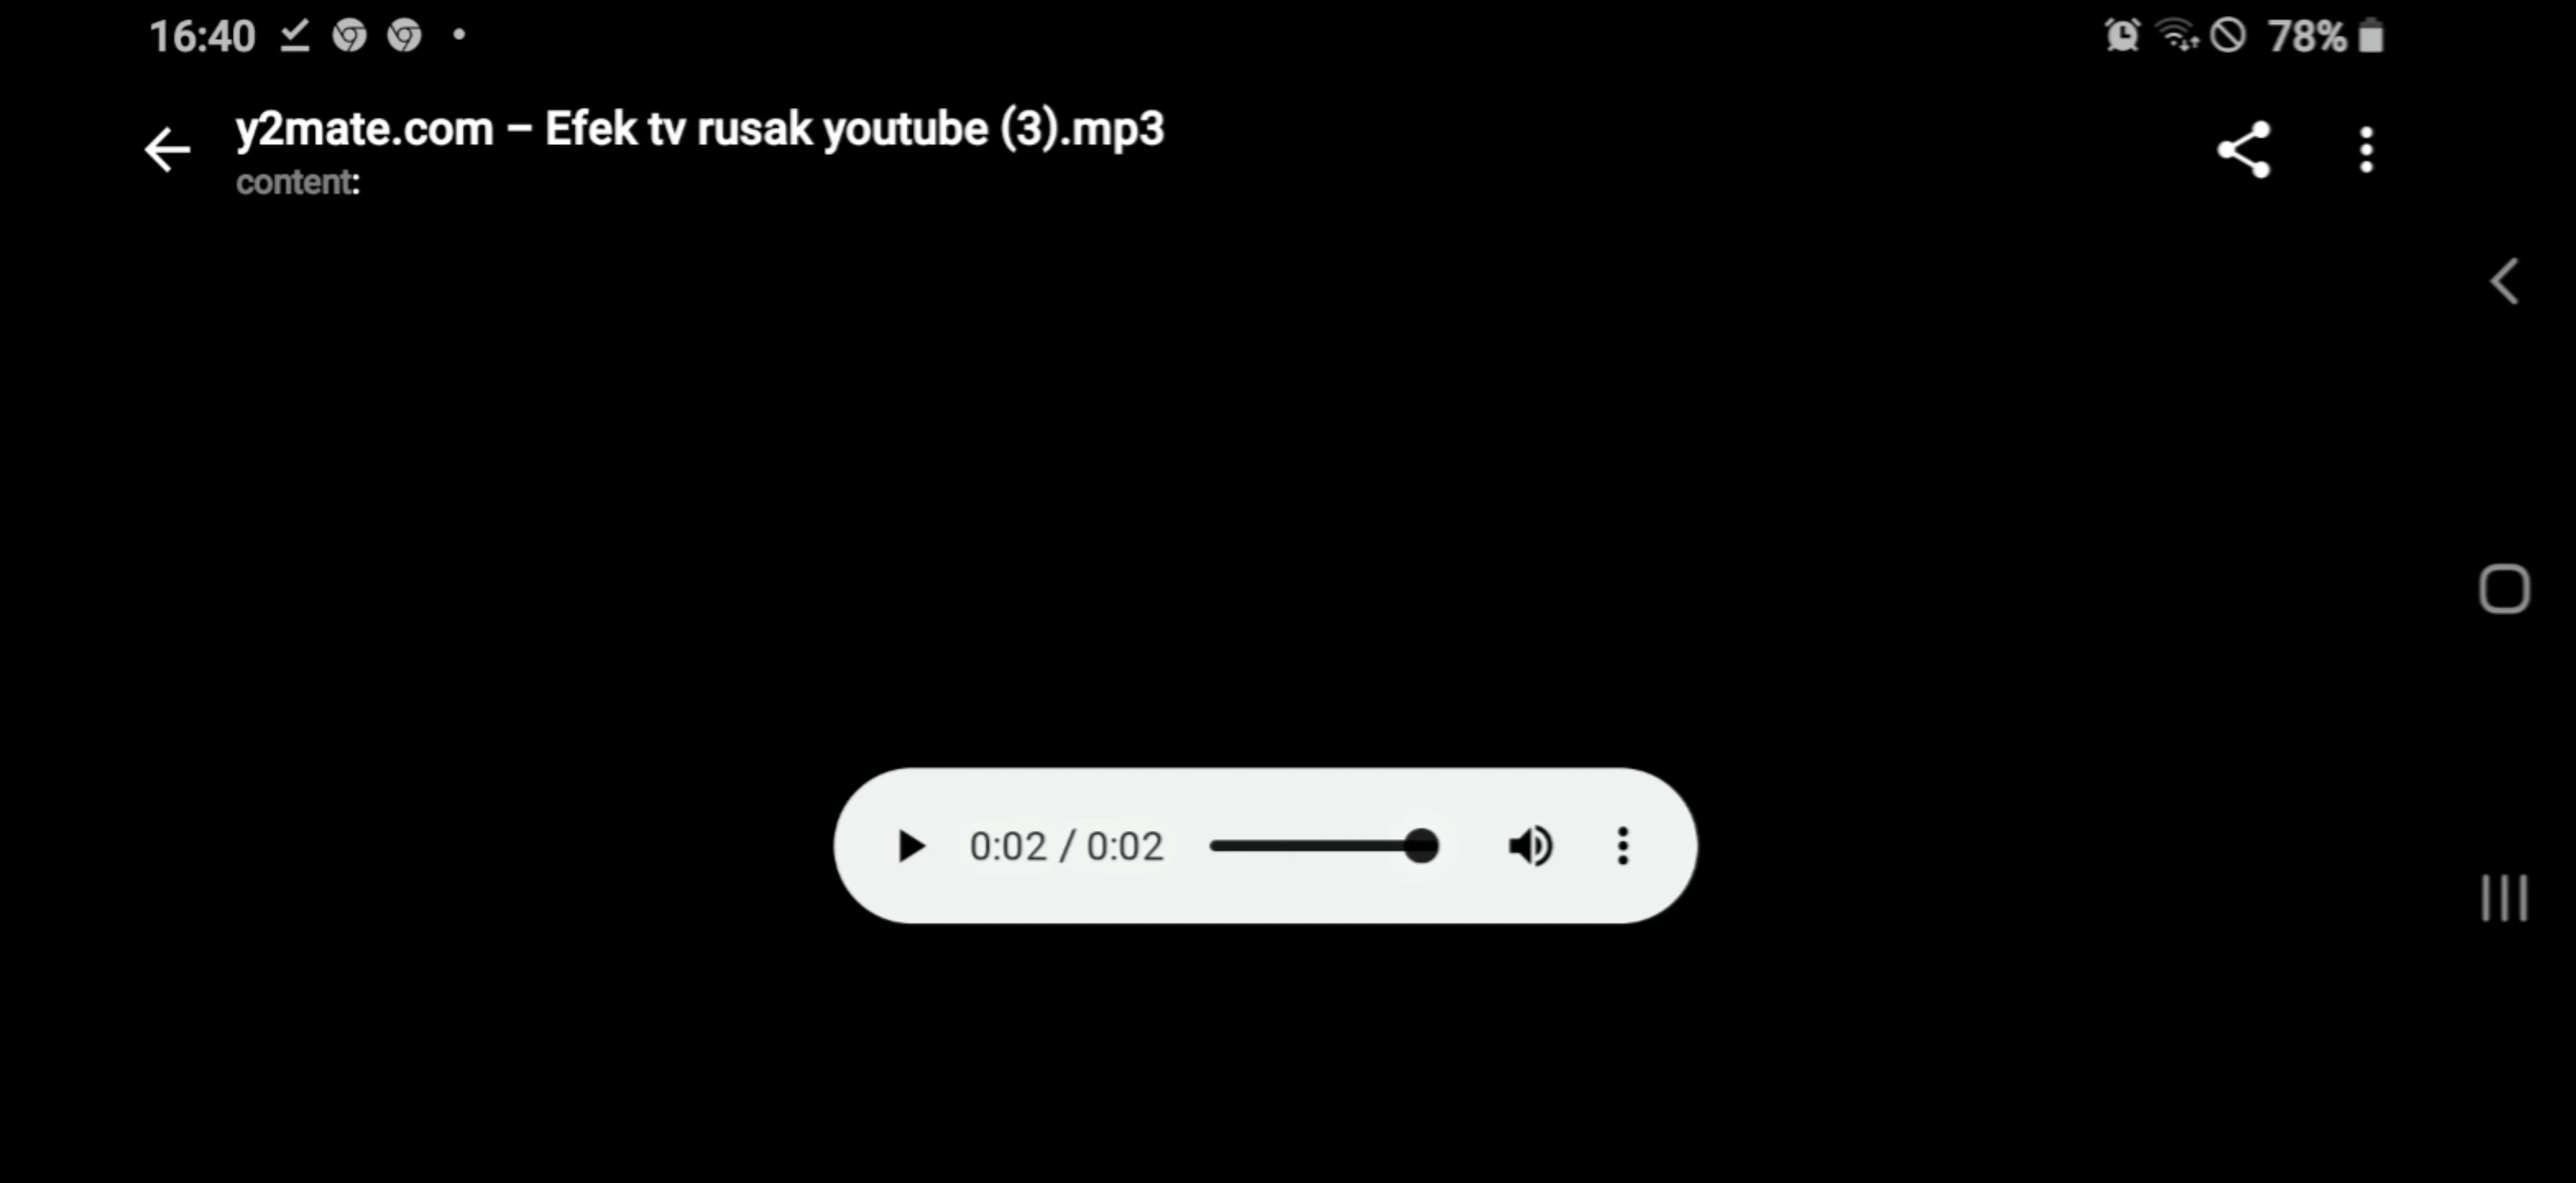 16:40
78%
y2mate.com – Efek tv rusak youtube (3).mp3
content:
0:02 / 0:02